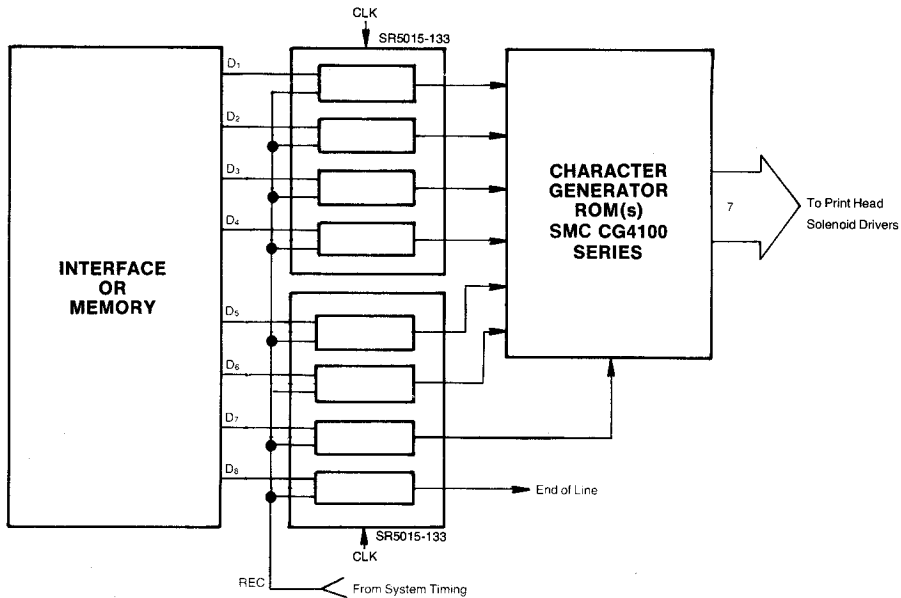 CLK
SR5015-133
D1
D2
D3
D4
INTERFACE
OR
MEMORY
CHARACTER
GENERATOR
ROM(s)
SMC CG4100
SERIES
7
To Print Head
Solenoid Drivers
D5
D6
D7
D8
End of Line
SR5015-133
CLK
REC
From System Timing